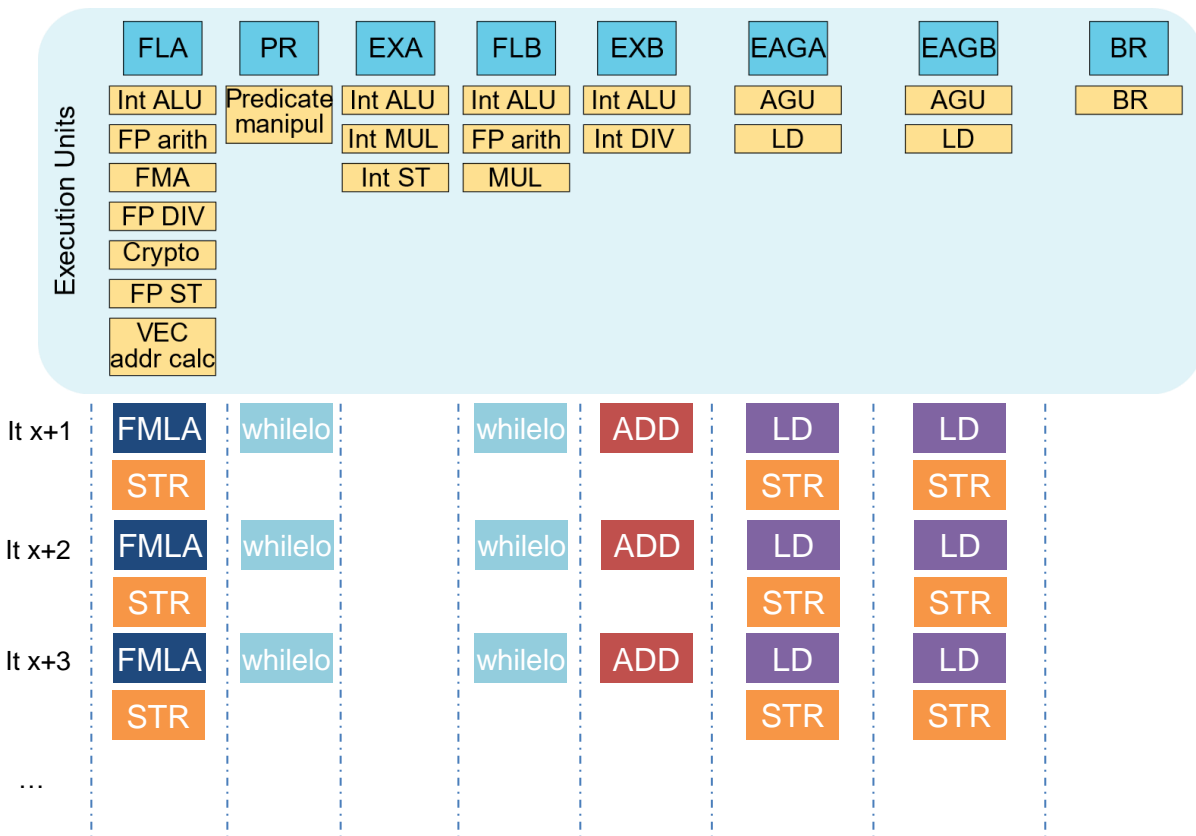 Execution Units
FLA PR EXA FLB EXB EAGA EAGB BR
Int ALU Predicate manipul Int ALU Int ALU Int ALU AGU AGU BR
FP arith Int MUL FP arith Int DIV LD LD
FMA Int ST MUL
FP DIV
Crypto
FP ST
VEC
addr calc
It x+1 FMLA whilelo whilelo ADD LD LD
STR STR STR
It x+2 FMLA whilelo whilelo ADD LD LD
STR STR STR
It x+3 FMLA whilelo whilelo ADD LD LD
STR STR STR
…